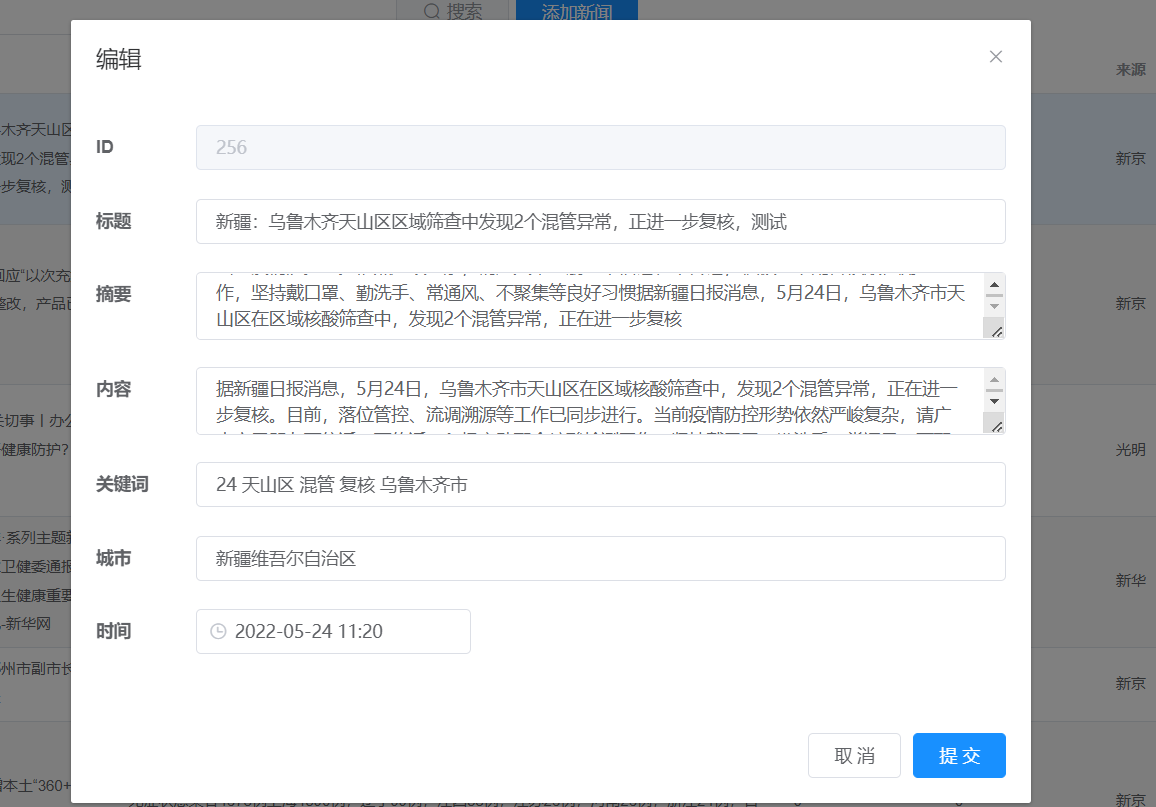 搜索
添加新闻
编辑
来源
ID
256
木齐天山区
现2个混管
步复核，测
新京
标题
新疆：乌鲁木齐天山区区域筛查中发现2个混管异常，正进一步复核，测试
回应“以次充
整改，产品已
新京
摘要
作，坚持戴口罩、勤洗手、常通风、不聚集等良好习惯据新疆日报消息，5月24日，乌鲁木齐市天
山区在区域核酸筛查中，发现2个混管异常，正在进一步复核
内容
据新疆日报消息，5月24日，乌鲁木齐市天山区在区域核酸筛查中，发现2个混管异常，正在进一
步复核。目前，落位管控、流调溯源等工作已同步进行。当前疫情防控形势依然严峻复杂，请广
关切事丨办公
健康防护?
光明
关键词
24 天山区 混管 复核 乌鲁木齐市
·系列主题新
卫健委通报
生健康重要
-新华网
新华
城市
新疆维吾尔自治区
时间
2022-05-24 11:20
州市副市长
新京
取 消
提 交
本土“360+
新京